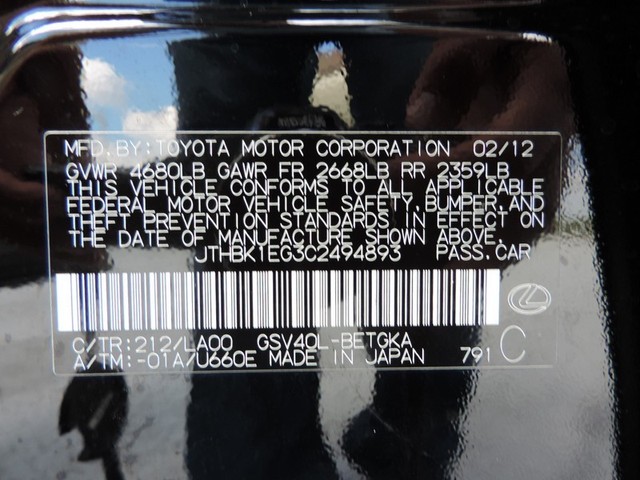 MFD.BY:TOYOTA MOTOR CORPORATION 02/12
GVWR 4680LB GAWR FR 2668LB RR 2359LB
THIS VEHICLE CONFORMS TO ALL APPLICABLE
FEDERAL MOTOR VEHICLE SAFETY,BUMPER,AND
THEFT PREVENTION STANDARDS IN EFFECT ON
THE DATE OF MANUFACTURE SHOWN ABOVE.
JTHBK1EG3C2494893 PASS.CAR
C/TR:212/LA00 GSV40L-BETGKA
A/TM:-01A/U660E MADE IN JAPAN 791 C